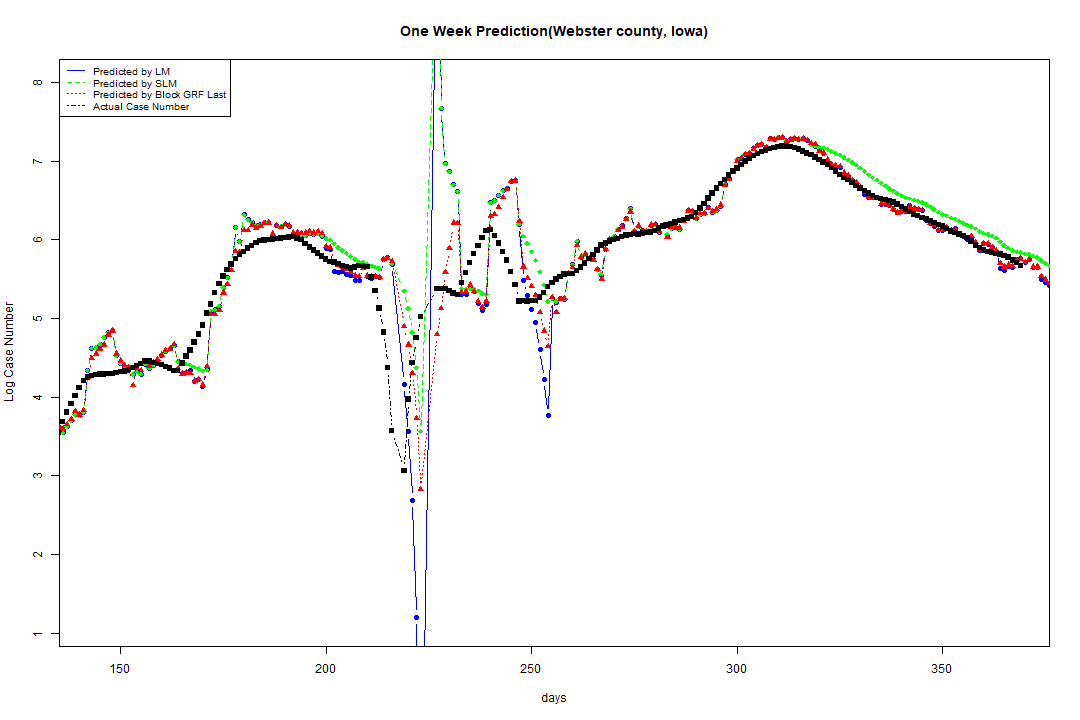 One Week Prediction(Webster county, Iowa)
Predicted by LM
Predicted by SLM
Predicted by Block GRF Last
Actual Case Number
Log Case Number
8
7
6
5
4
3
2
1
150 200 250 300 350
days